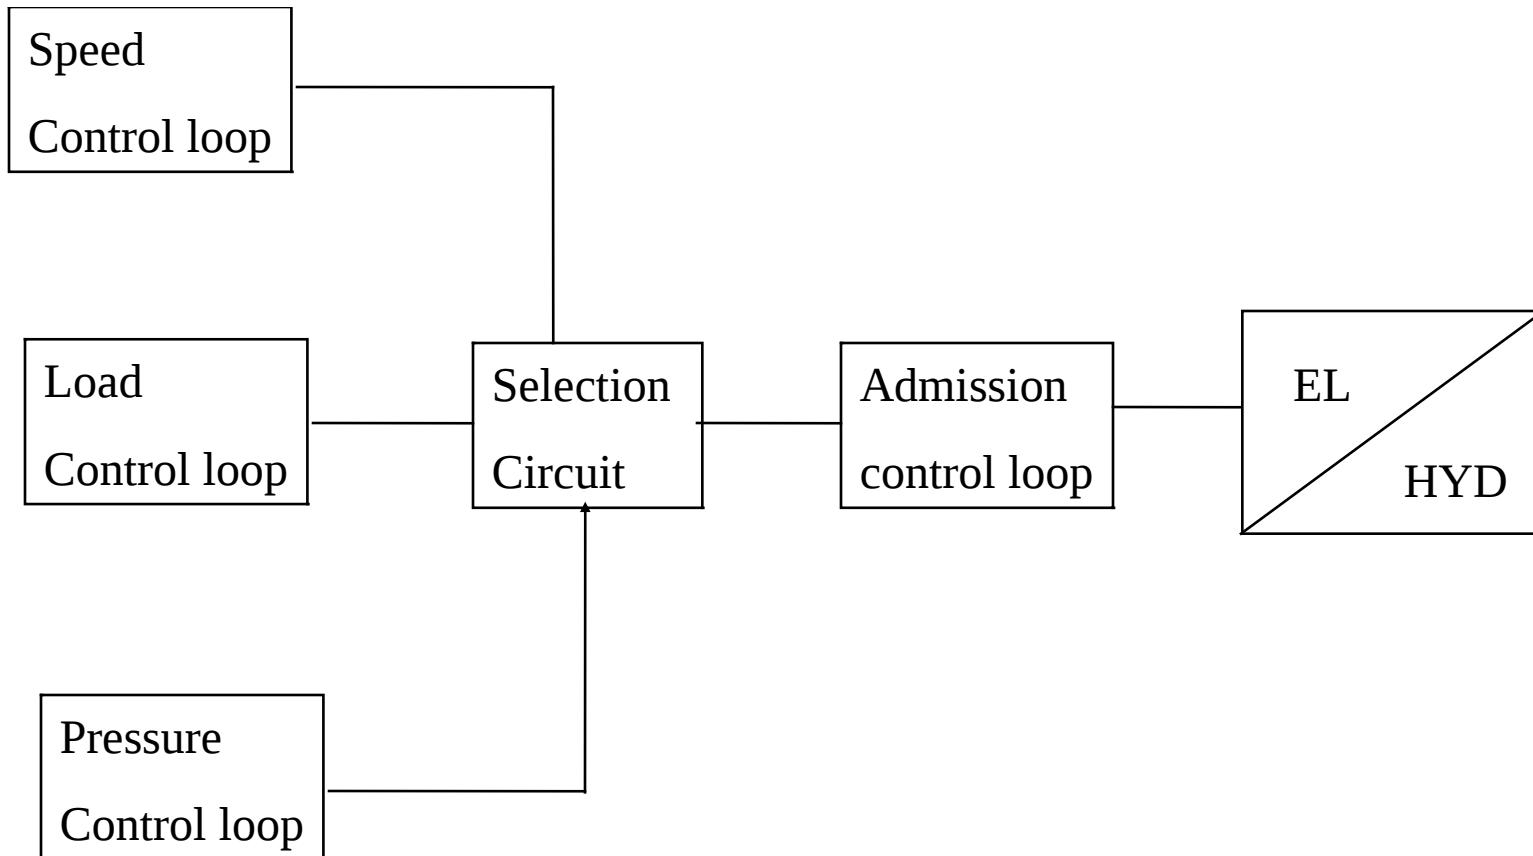 Speed
Control loop
Load
Control loop
Selection
Circuit
Admission
control loop
EL
HYD
Pressure
Control loop